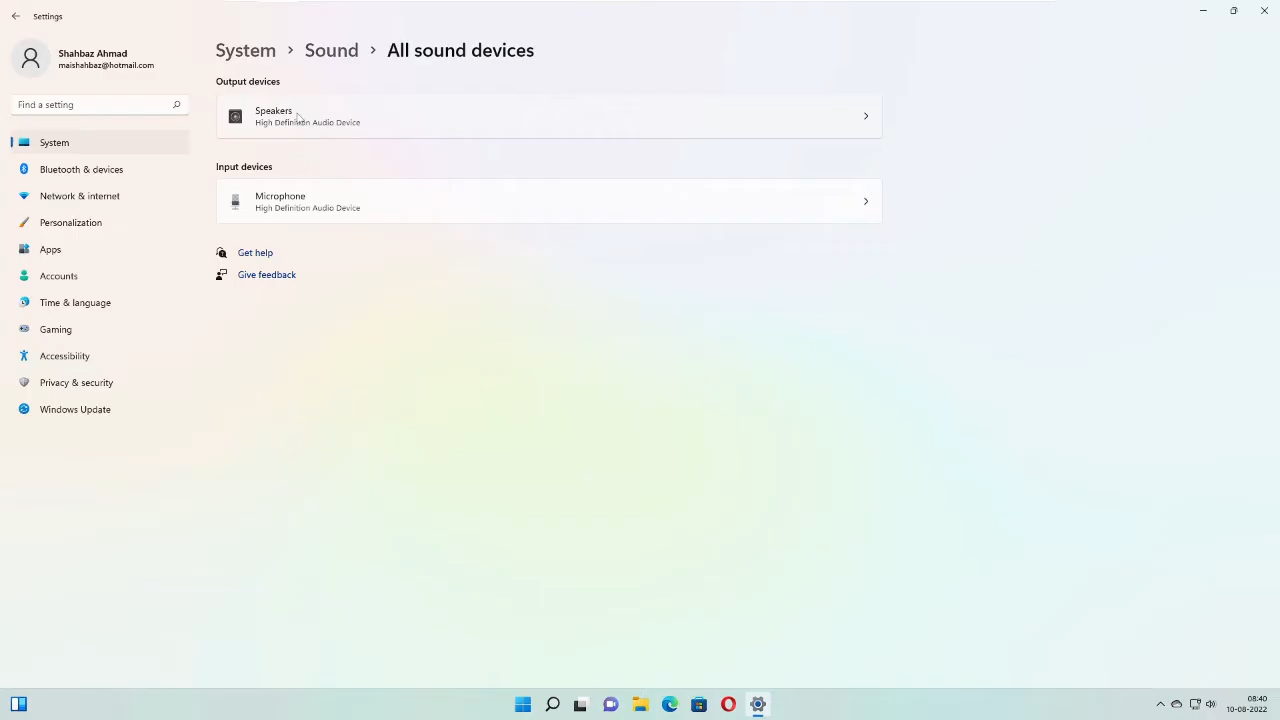 Settings
Shahbaz Ahmad
maishahbaz@hotmail.com
Find a setting
System
Bluetooth & devices
Network & internet
Personalization
Apps
Accounts
Time & language
Gaming
Accessibility
Privacy & security
Windows Update
System > Sound > All sound devices
Output devices
Speakers
High Definition Audio Device
Input devices
Microphone
High Definition Audio Device
Get help
Give feedback
08:40
10-08-2022